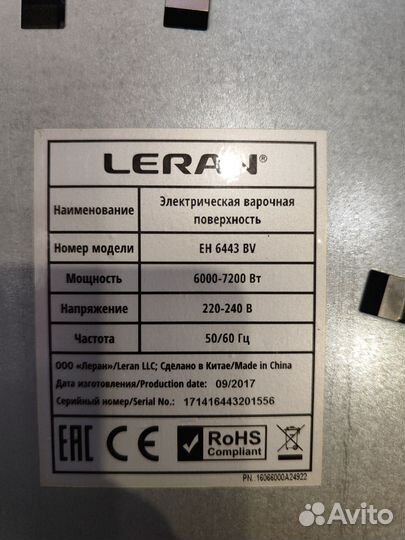 LERAN®
Наименование
Электрическая варочная
поверхность
Номер модели
EH 6443 BV
Мощность
6000-7200 Вт
Напряжение
220-240 В
Частота
50/60 Гц
ООО «Леран»/Leran LLC; Сделано в Китае/Made in China
Дата изготовления/Production date: 09/2017
Серийный номер/Serial No.: 171416443201556
EAC CE RoHS
Compliant
PN.: 16066000A24922
Avito